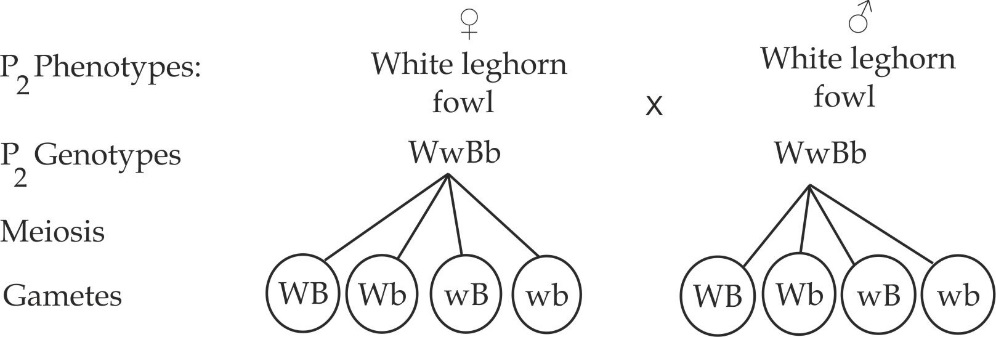 ♀ ♂
P2 Phenotypes: White leghorn fowl x White leghorn fowl
P2 Genotypes WwBb WwBb
Meiosis
Gametes WB Wb wB wb WB Wb wB wb